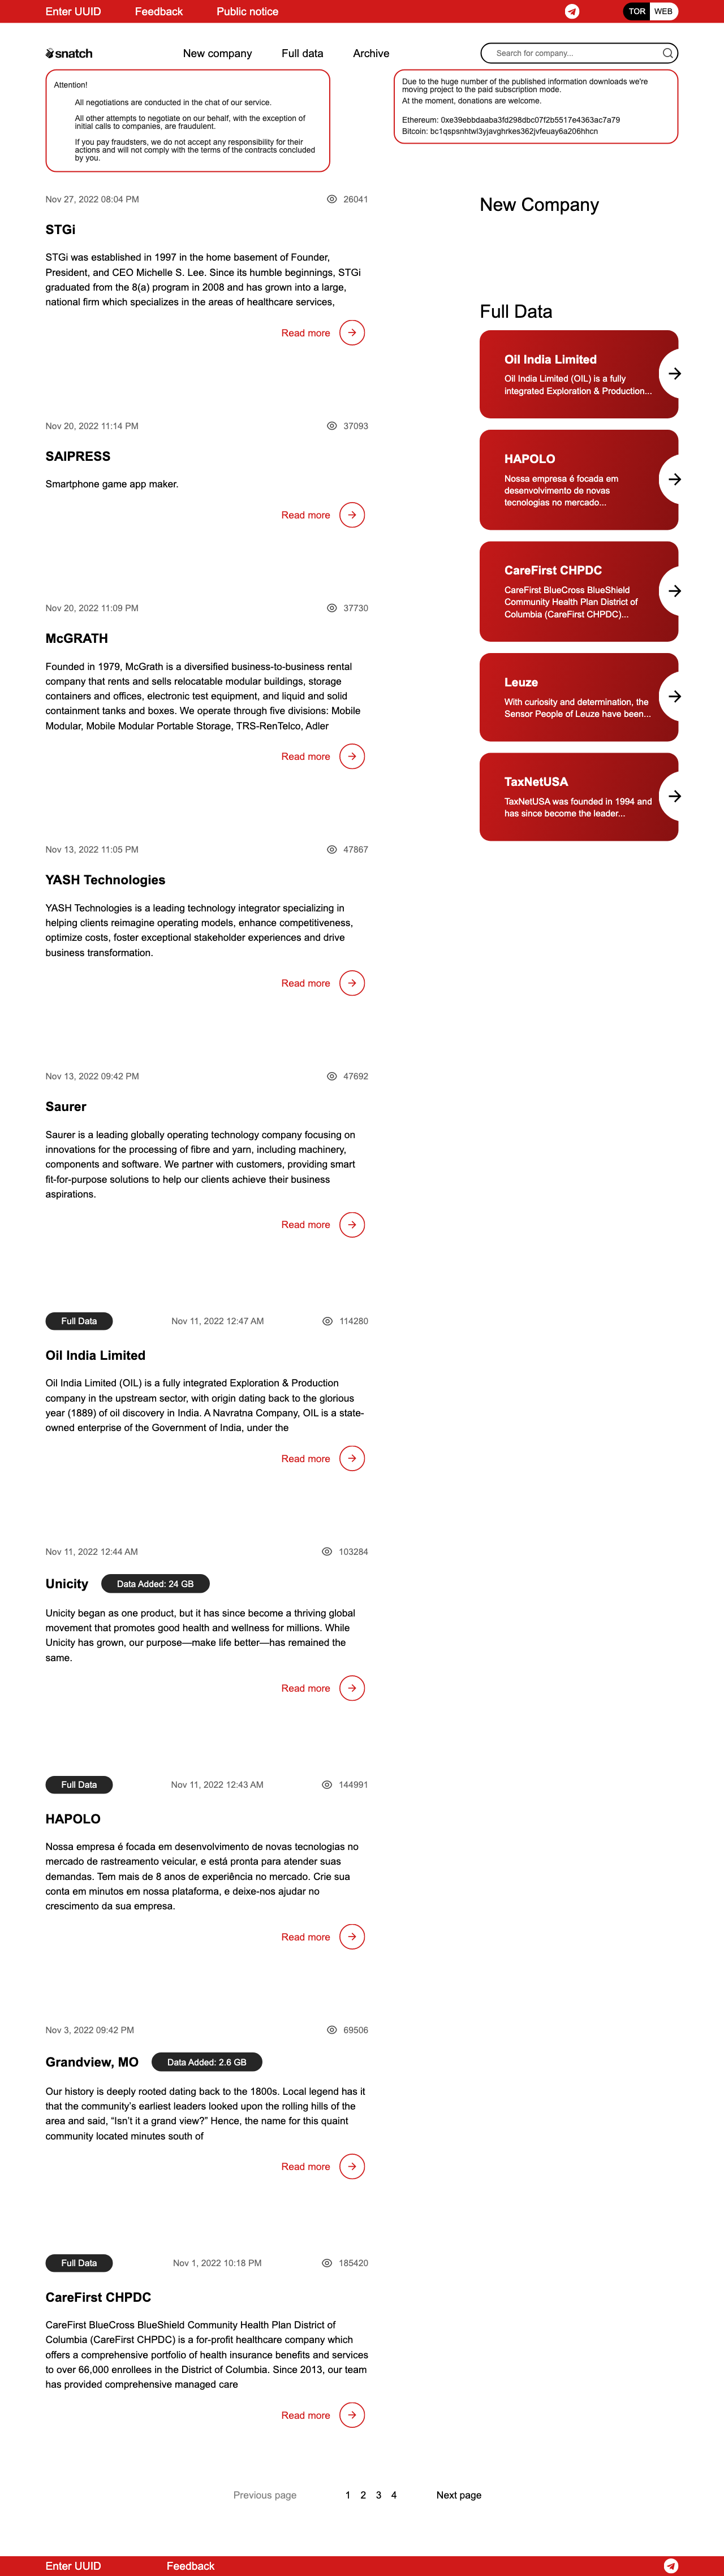 Enter UUID Feedback Public notice TOR WEB
snatch New company Full data Archive Search for company...
Attention!
All negotiations are conducted in the chat of our service.
All other attempts to negotiate on our behalf, with the exception of
initial calls to companies, are fraudulent.
If you pay fraudsters, we do not accept any responsibility for their
actions and will not comply with the terms of the contracts concluded
by you.
Due to the huge number of the published information downloads we're
moving project to the paid subscription mode.
At the moment, donations are welcome.
Ethereum: 0xe39ebbdaaba3fd298dbc07f2b5517e4363ac7a79
Bitcoin: bc1qspsnhtwl3yjavghrkes362jvfeuay6a206hhcn
Nov 27, 2022 08:04 PM 26041
STGi
STGi was established in 1997 in the home basement of Founder,
President, and CEO Michelle S. Lee. Since its humble beginnings, STGi
graduated from the 8(a) program in 2008 and has grown into a large,
national firm which specializes in the areas of healthcare services,
Read more
Nov 20, 2022 11:14 PM 37093
SAIPRESS
Smartphone game app maker.
Read more
Nov 20, 2022 11:09 PM 37730
McGRATH
Founded in 1979, McGrath is a diversified business-to-business rental
company that rents and sells relocatable modular buildings, storage
containers and offices, electronic test equipment, and liquid and solid
containment tanks and boxes. We operate through five divisions: Mobile
Modular, Mobile Modular Portable Storage, TRS-RenTelco, Adler
Read more
Nov 13, 2022 11:05 PM 47867
YASH Technologies
YASH Technologies is a leading technology integrator specializing in
helping clients reimagine operating models, enhance competitiveness,
optimize costs, foster exceptional stakeholder experiences and drive
business transformation.
Read more
Nov 13, 2022 09:42 PM 47692
Saurer
Saurer is a leading globally operating technology company focusing on
innovations for the processing of fibre and yarn, including machinery,
components and software. We partner with customers, providing smart
fit-for-purpose solutions to help our clients achieve their business
aspirations.
Read more
Full Data Nov 11, 2022 12:47 AM 114280
Oil India Limited
Oil India Limited (OIL) is a fully integrated Exploration & Production
company in the upstream sector, with origin dating back to the glorious
year (1889) of oil discovery in India. A Navratna Company, OIL is a state-
owned enterprise of the Government of India, under the
Read more
Nov 11, 2022 12:44 AM 103284
Unicity Data Added: 24 GB
Unicity began as one product, but it has since become a thriving global
movement that promotes good health and wellness for millions. While
Unicity has grown, our purpose—make life better—has remained the
same.
Read more
Full Data Nov 11, 2022 12:43 AM 144991
HAPOLO
Nossa empresa é focada em desenvolvimento de novas tecnologias no
mercado de rastreamento veicular, e está pronta para atender suas
demandas. Tem mais de 8 anos de experiência no mercado. Crie sua
conta em minutos em nossa plataforma, e deixe-nos ajudar no
crescimento da sua empresa.
Read more
Nov 3, 2022 09:42 PM 69506
Grandview, MO Data Added: 2.6 GB
Our history is deeply rooted dating back to the 1800s. Local legend has it
that the community's earliest leaders looked upon the rolling hills of the
area and said, “Isn't it a grand view?” Hence, the name for this quaint
community located minutes south of
Read more
Full Data Nov 1, 2022 10:18 PM 185420
CareFirst CHPDC
CareFirst BlueCross BlueShield Community Health Plan District of
Columbia (CareFirst CHPDC) is a for-profit healthcare company which
offers a comprehensive portfolio of health insurance benefits and services
to over 66,000 enrollees in the District of Columbia. Since 2013, our team
has provided comprehensive managed care
Read more
New Company
Full Data
Oil India Limited
Oil India Limited (OIL) is a fully
integrated Exploration & Production...
HAPOLO
Nossa empresa é focada em
desenvolvimento de novas
tecnologias no mercado...
CareFirst CHPDC
CareFirst BlueCross BlueShield
Community Health Plan District of
Columbia (CareFirst CHPDC)...
Leuze
With curiosity and determination, the
Sensor People of Leuze have been...
TaxNetUSA
TaxNetUSA was founded in 1994 and
has since become the leader...
Previous page 1 2 3 4 Next page
Enter UUID Feedback